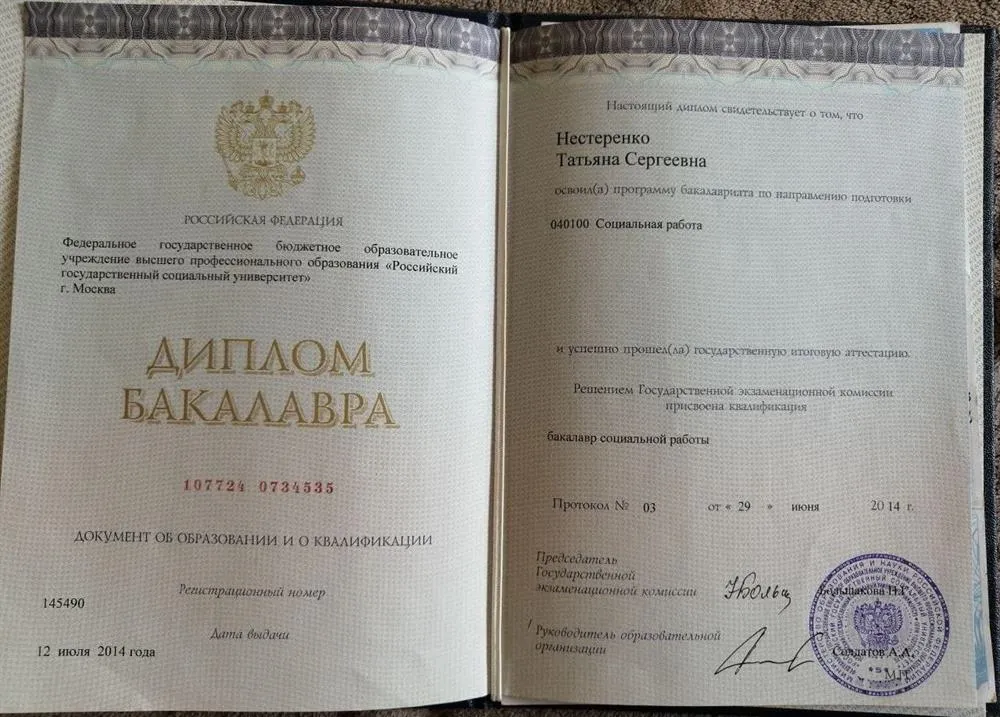 РОССИЙСКАЯ ФЕДЕРАЦИЯ
Федеральное государственное бюджетное образовательное
учреждение высшего профессионального образования «Российский
государственный социальный университет»
г. Москва
ДИПЛОМ
БАКАЛАВРА
107724 0734535
ДОКУМЕНТ ОБ ОБРАЗОВАНИИ И О КВАЛИФИКАЦИИ
Регистрационный номер
145490
Дата выдачи
12 июля 2014 года
Настоящий диплом свидетельствует о том, что
Нестеренко
Татьяна Сергеевна
освоил(а) программу бакалавриата по направлению подготовки
040100 Социальная работа
и успешно прошел(ла) государственную итоговую аттестацию.
Решением Государственной экзаменационной комиссии
присвоена квалификация
бакалавр социальной работы
Протокол № 03 от « 29 » июня 2014 г.
Председатель
Государственной
экзаменационной комиссии
Большакова
Руководитель образовательной
организации
Солдатов А.Д.
М.П.